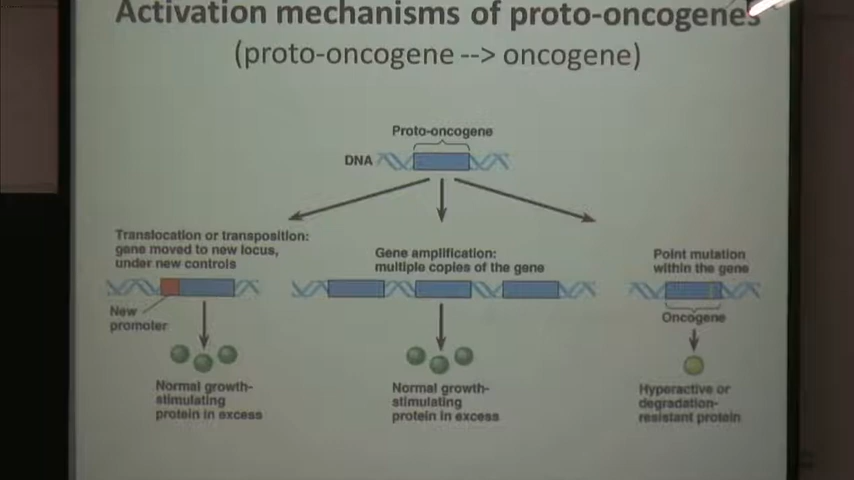 Activation mechanisms of proto-oncogenes
(proto-oncogene --> oncogene)
Proto-oncogene
DNA
Translocation or transposition:
gene moved to new locus,
under new controls
Gene amplification:
multiple copies of the gene
Point mutation
within the gene
New
promoter
Oncogene
Normal growth-
stimulating
protein in excess
Normal growth-
stimulating
protein in excess
Hyperactive or
degradation-
resistant protein